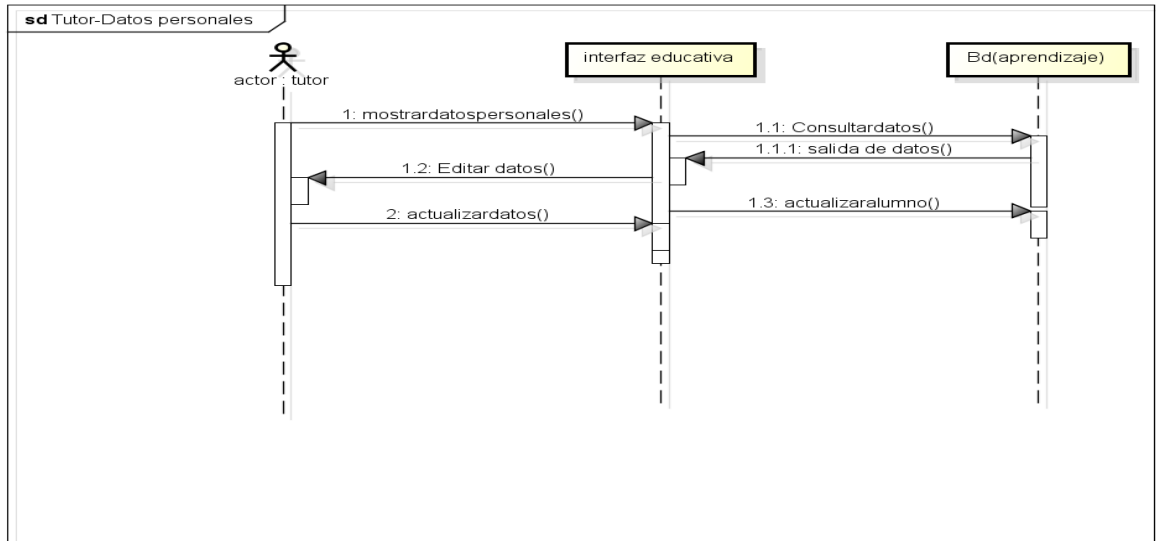 sd Tutor-Datos personales
actor : tutor
interfaz educativa
Bd(aprendizaje)
1: mostrardatospersonales()
1.1: Consultardatos()
1.1.1: salida de datos()
1.2: Editar datos()
1.3: actualizaralumno()
2: actualizardatos()